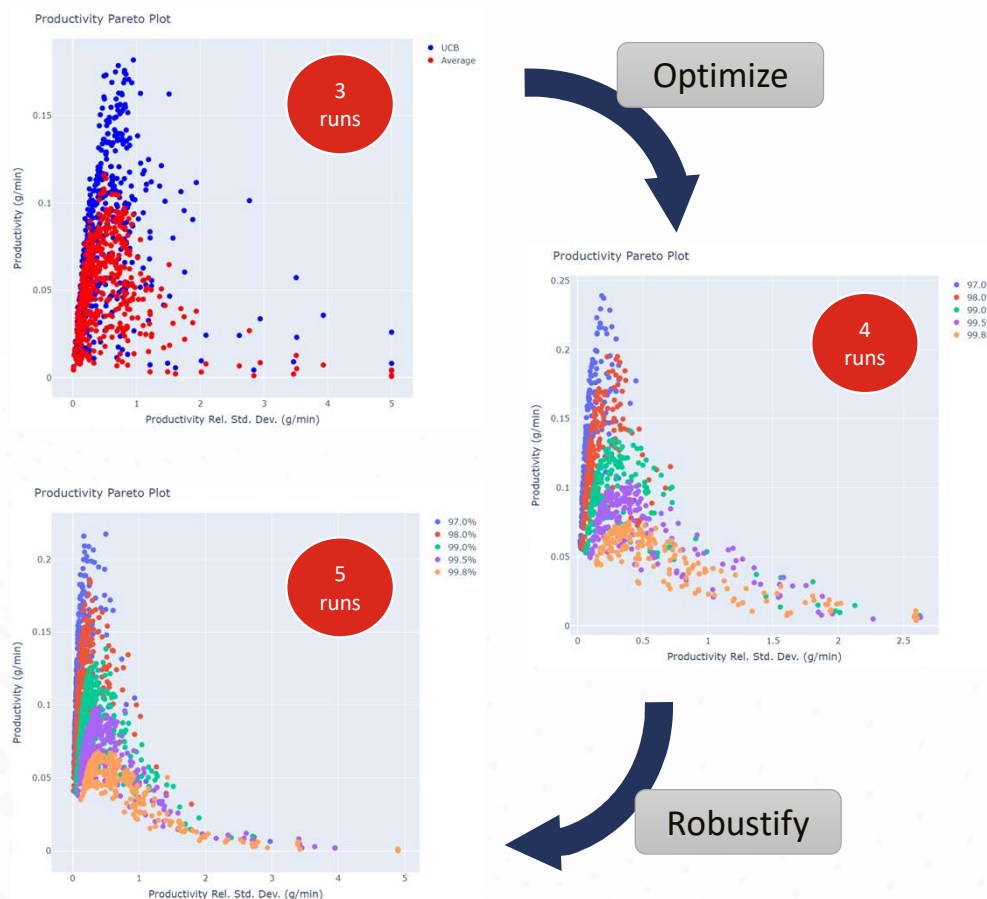 Productivity Pareto Plot
UCB
Average
3
runs
0.15
0.1
0.05
0
Productivity (g/min)
0 1 2 3 4 5
Productivity Rel. Std. Dev. (g/min)
Optimize
Productivity Pareto Plot
97.0%
98.0%
99.0%
99.5%
99.8%
4
runs
0.25
0.2
0.15
0.1
0.05
0
Productivity (g/min)
0 0.5 1 1.5 2 2.5
Productivity Rel. Std. Dev. (g/min)
Robustify
Productivity Pareto Plot
97.0%
98.0%
99.0%
99.5%
99.8%
5
runs
0.2
0.15
0.1
0.05
0
Productivity (g/min)
0 1 2 3 4 5
Productivity Rel. Std. Dev. (g/min)